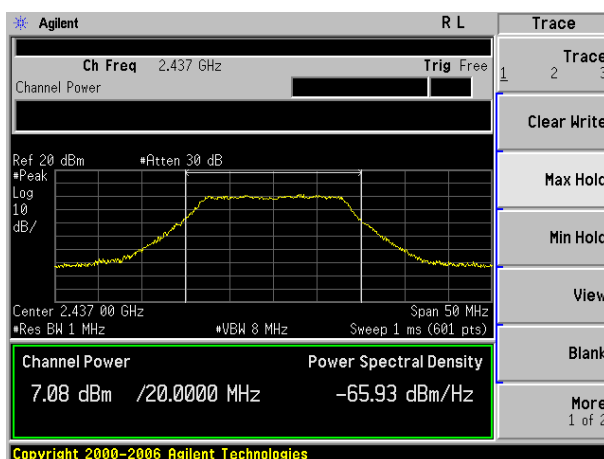 Agilent R L Trace
Ch Freq 2.437 GHz Trig Free
Channel Power
Trace
1 2 3
Clear Write
Max Hold
Min Hold
View
Blank
More
1 of 2
Ref 20 dBm #Atten 30 dB
#Peak
Log
10
dB/
Center 2.437 00 GHz Span 50 MHz
#Res BW 1 MHz #VBW 8 MHz Sweep 1 ms (601 pts)
Channel Power Power Spectral Density
7.08 dBm /20.0000 MHz -65.93 dBm/Hz
Copyright 2000-2006 Agilent Technologies